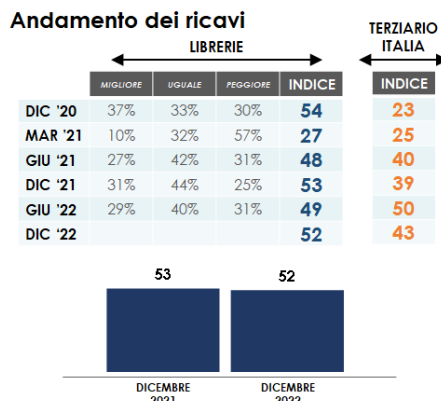 Andamento dei ricavi
LIBRERIE
TERZIARIO
ITALIA
MIGLIORE UGUALE PEGGIORE INDICE INDICE
DIC '20 37% 33% 30% 54 23
MAR '21 10% 32% 57% 27 25
GIU '21 27% 42% 31% 48 40
DIC '21 31% 44% 25% 53 39
GIU '22 29% 40% 31% 49 50
DIC '22 52 43
53 52
DICEMBRE DICEMBRE
2021 2022